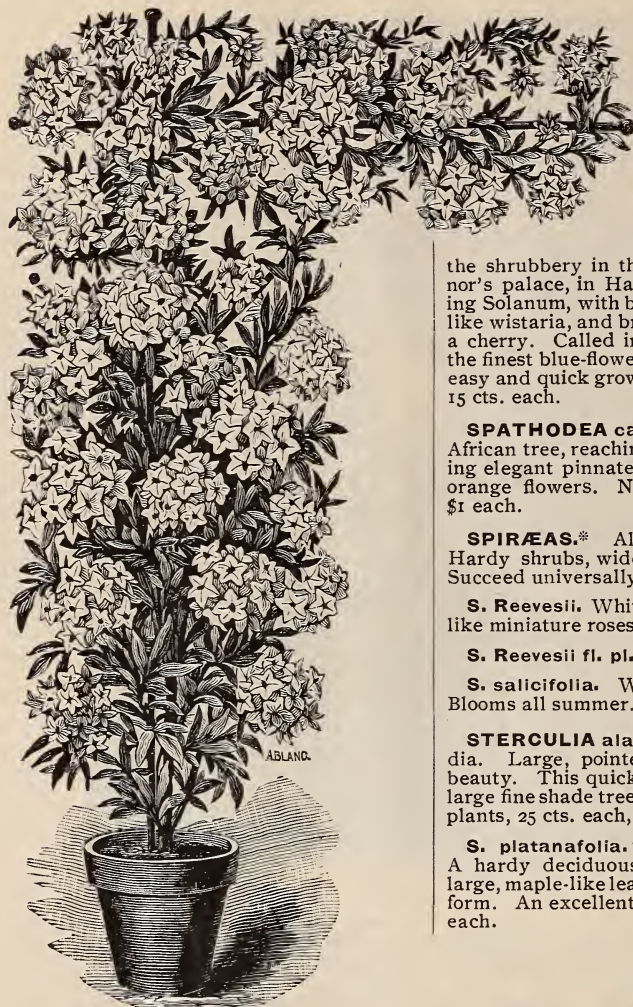 the shrubbery in th
nor's palace, in Ha
ing Solanum, with b
like wistaria, and br
a cherry. Called in
the finest blue-flowe
easy and quick grow
15 cts. each.
SPATHODEA ca
African tree, reachin
ing elegant pinnate
orange flowers. N
$1 each.
SPIRÆAS.* Al
Hardy shrubs, wide
Succeed universally
S. Reevesii. Whit
like miniature roses
S. Reevesii fl. pl.
S. salicifolia. W
Blooms all summer.
STERCULIA ala
dia. Large, pointe
beauty. This quick
large fine shade tree
plants, 25 cts. each,
S. platanafolia.
A hardy deciduous
large, maple-like lea
form. An excellent
each.
A.BLANC.